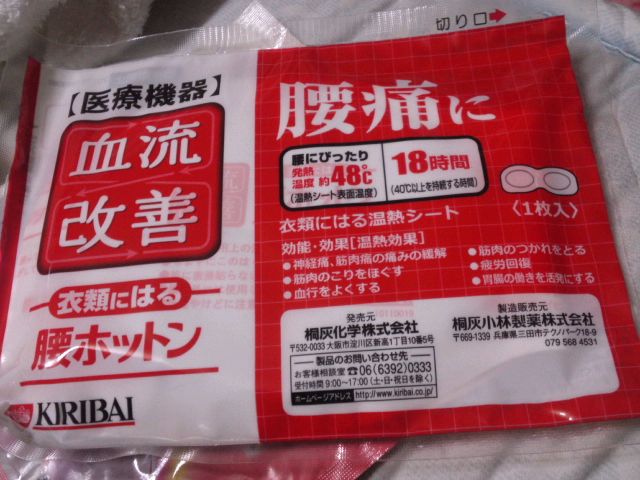 切り口→
【医療機器】
血流
改善
衣類にはる
腰ホットン
KIRIBAI
腰痛に
腰にぴったり
発熱温度 約48℃
(温熱シート表面温度)
18時間
(40℃以上を持続する時間)
〈1枚入〉
衣類にはる温熱シート
効能・効果[温熱効果]
●神経痛、筋肉痛の痛みの緩解
●筋肉のこりをほぐす
●血行をよくする
●筋肉のつかれをとる
●疲労回復
●胃腸の働きを活発にする
発売元
桐灰化学株式会社
〒532-0033 大阪市淀川区新高1丁目10番5号
製品のお問い合わせ先
お客様相談室 ☎06(6392)0333
受付時間 9:00~17:00(土・日・祝日を除く)
ホームページアドレス http://www.kiribai.co.jp/
製造販売元
桐灰小林製薬株式会社
〒669-1339 兵庫県三田市テクノパーク18-9
079 568 4531